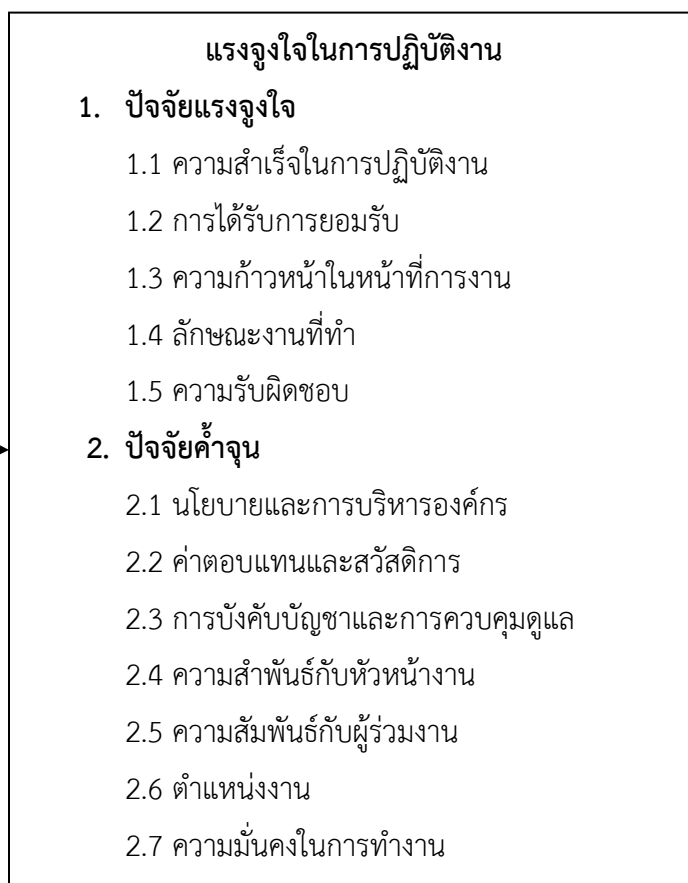 แรงจูงใจในการปฏิบัติงาน
1. ปัจจัยแรงจูงใจ
1.1 ความสำเร็จในการปฏิบัติงาน
1.2 การได้รับการยอมรับ
1.3 ความก้าวหน้าในหน้าที่การงาน
1.4 ลักษณะงานที่ทำ
1.5 ความรับผิดชอบ
2. ปัจจัยค้ำจุน
2.1 นโยบายและการบริหารองค์กร
2.2 ค่าตอบแทนและสวัสดิการ
2.3 การบังคับบัญชาและการควบคุมดูแล
2.4 ความสำพันธ์กับหัวหน้างาน
2.5 ความสัมพันธ์กับผู้ร่วมงาน
2.6 ตำแหน่งงาน
2.7 ความมั่นคงในการทำงาน